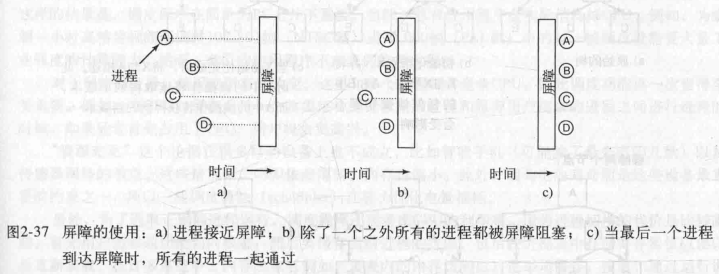 A
B
C
D
进程
屏障
时间
a)
A
B
C
D
屏障
时间
b)
A
B
C
D
屏障
时间
c)
图2-37 屏障的使用：a) 进程接近屏障；b) 除了一个之外所有的进程都被屏障阻塞；c) 当最后一个进程
到达屏障时，所有的进程一起通过